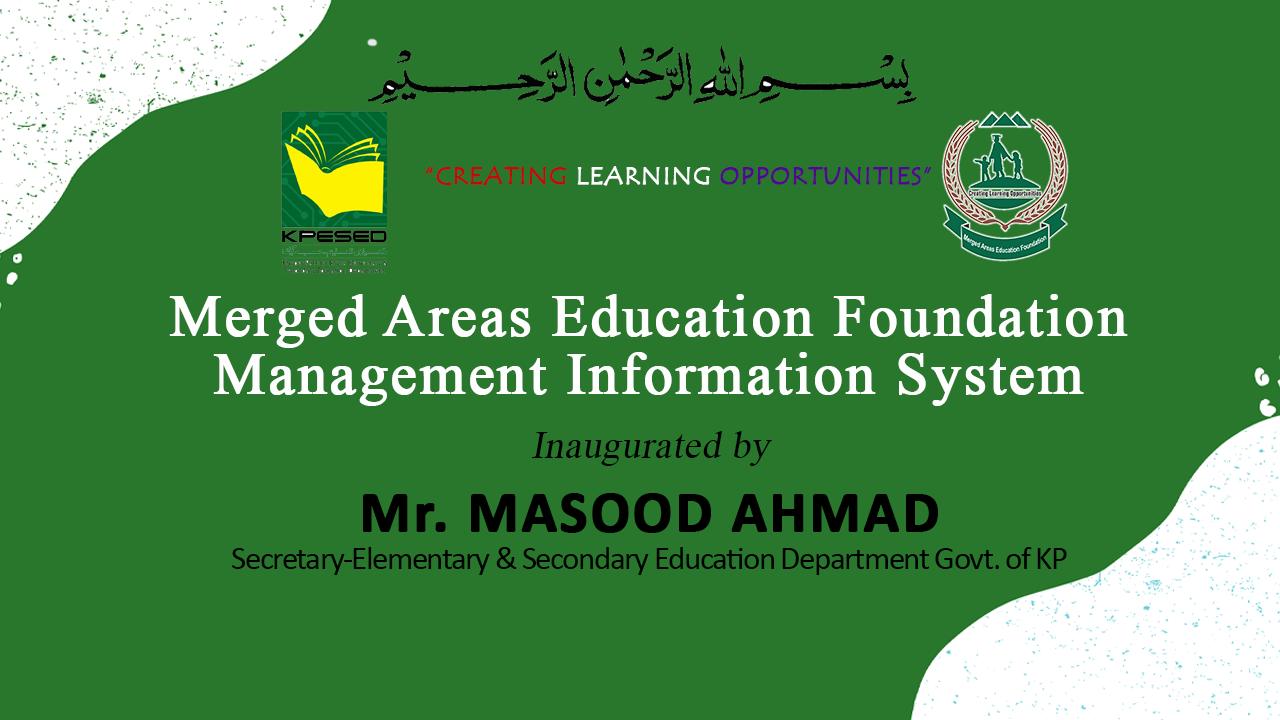 بِسْمِ اللهِ الرَّحْمٰنِ الرَّحِيْمِ
"CREATING LEARNING OPPORTUNITIES"
KPESED
Creating Learning Opportunities
Merged Areas Education Foundation
Merged Areas Education Foundation
Management Information System
Inaugurated by
Mr. MASOOD AHMAD
Secretary-Elementary & Secondary Education Department Govt. of KP